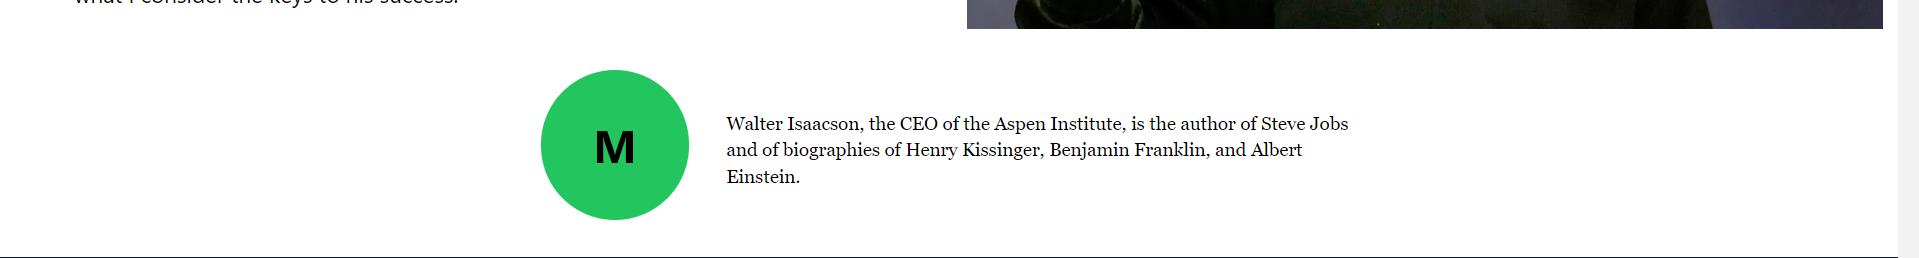 what I consider the keys to his success.
M
Walter Isaacson, the CEO of the Aspen Institute, is the author of Steve Jobs
and of biographies of Henry Kissinger, Benjamin Franklin, and Albert
Einstein.